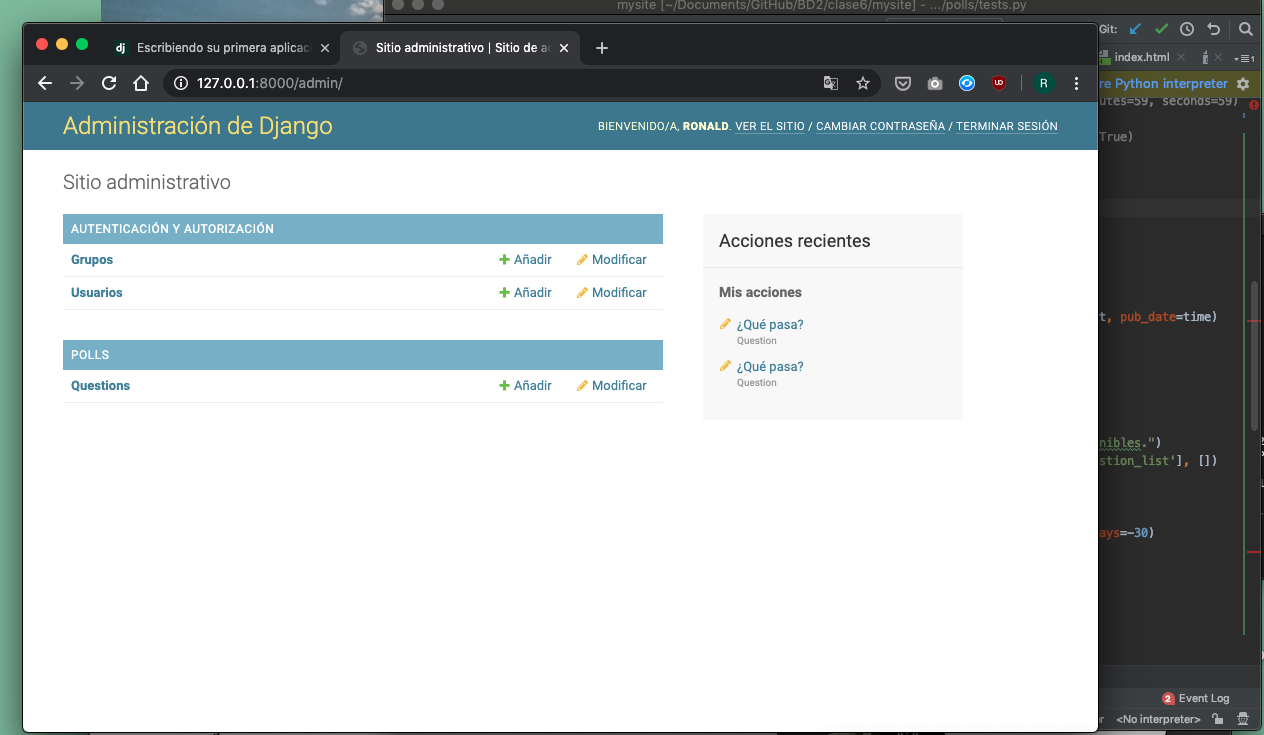 mysite [~/Documents/GitHub/BD2/clase6/mysite] - .../polls/tests.py
Escribiendo su primera aplicac
Sitio administrativo | Sitio de a
Git:
index.html
127.0.0.1:8000/admin/
R
re Python interpreter
utes=59, seconds=59)
Administración de Django
BIENVENIDO/A, RONALD. VER EL SITIO / CAMBIAR CONTRASEÑA / TERMINAR SESIÓN
True)
Sitio administrativo
AUTENTICACIÓN Y AUTORIZACIÓN
Grupos Añadir Modificar
Usuarios Añadir Modificar
POLLS
Questions Añadir Modificar
Acciones recientes
Mis acciones
¿Qué pasa?
Question
¿Qué pasa?
Question
t, pub_date=time)
nibles.")
stion_list'], [])
ays=-30)
2 Event Log
<No interpreter>